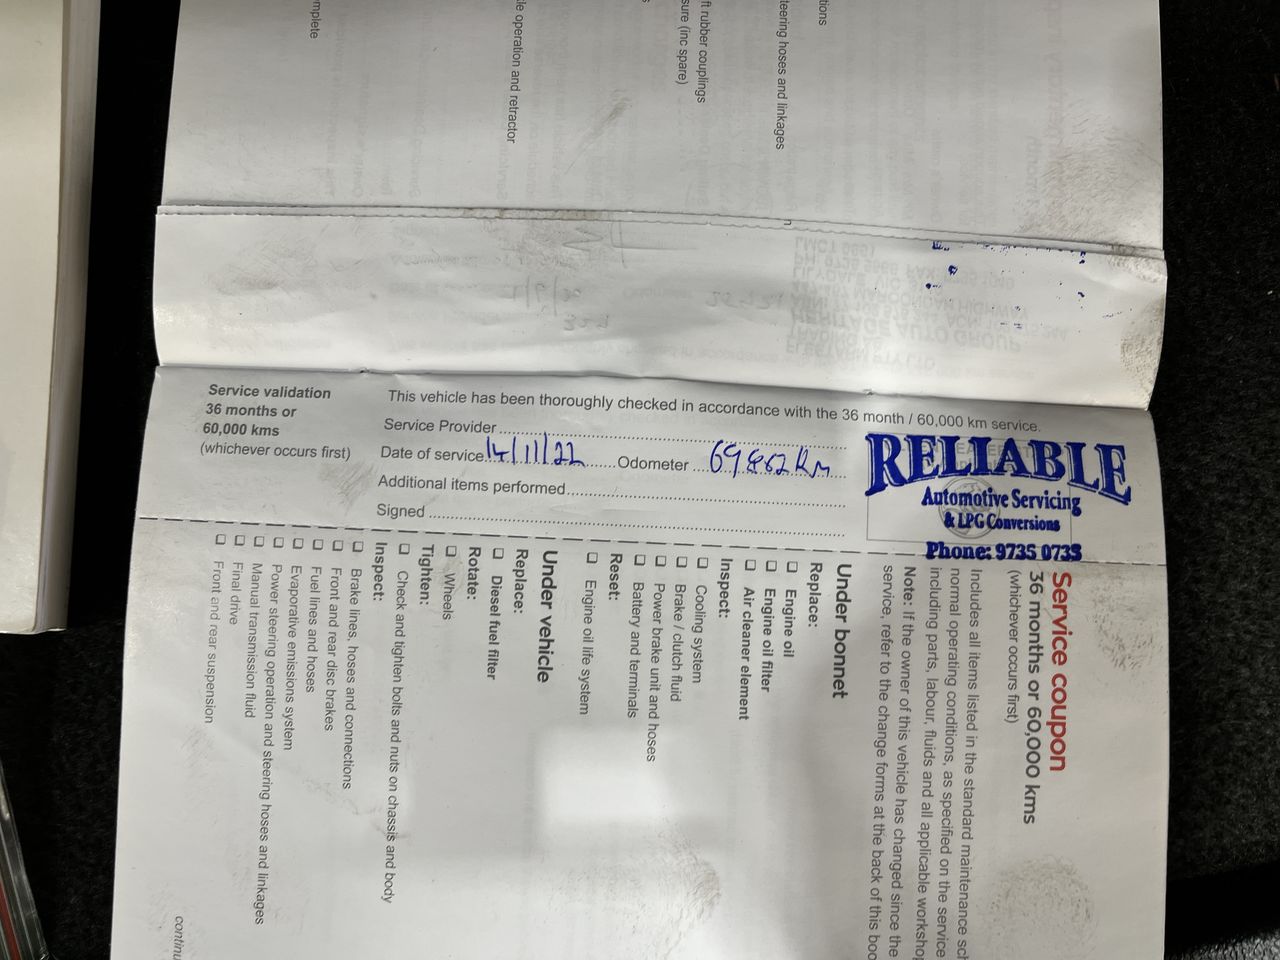 mplete
le operation and retractor
ft rubber couplings
sure (inc spare)
teering hoses and linkages
tions
Service validation
36 months or
60,000 kms
(whichever occurs first)
This vehicle has been thoroughly checked in accordance with the 36 month / 60,000 km service.
Service Provider
Date of service 14/11/22 Odometer
Additional items performed
Signed
RELIABLE
Automotive Servicing
& LPG Conversions
Phone: 9735 0733
Service coupon
36 months or 60,000 kms
(whichever occurs first)
Includes all items listed in the standard maintenance sch
normal operating conditions, as specified on the service
including parts, labour, fluids and all applicable workshop
Note: If the owner of this vehicle has changed since the
service, refer to the change forms at the back of this boo
Under bonnet
Replace:
Engine oil
Engine oil filter
Air cleaner element
Inspect:
Cooling system
Brake / clutch fluid
Power brake unit and hoses
Battery and terminals
Reset:
Engine oil life system
Under vehicle
Replace:
Diesel fuel filter
Rotate:
Wheels
Tighten:
Check and tighten bolts and nuts on chassis and body
Inspect:
Brake lines, hoses and connections
Front and rear disc brakes
Fuel lines and hoses
Evaporative emissions system
Power steering operation and steering hoses and linkages
Manual transmission fluid
Final drive
Front and rear suspension
continu